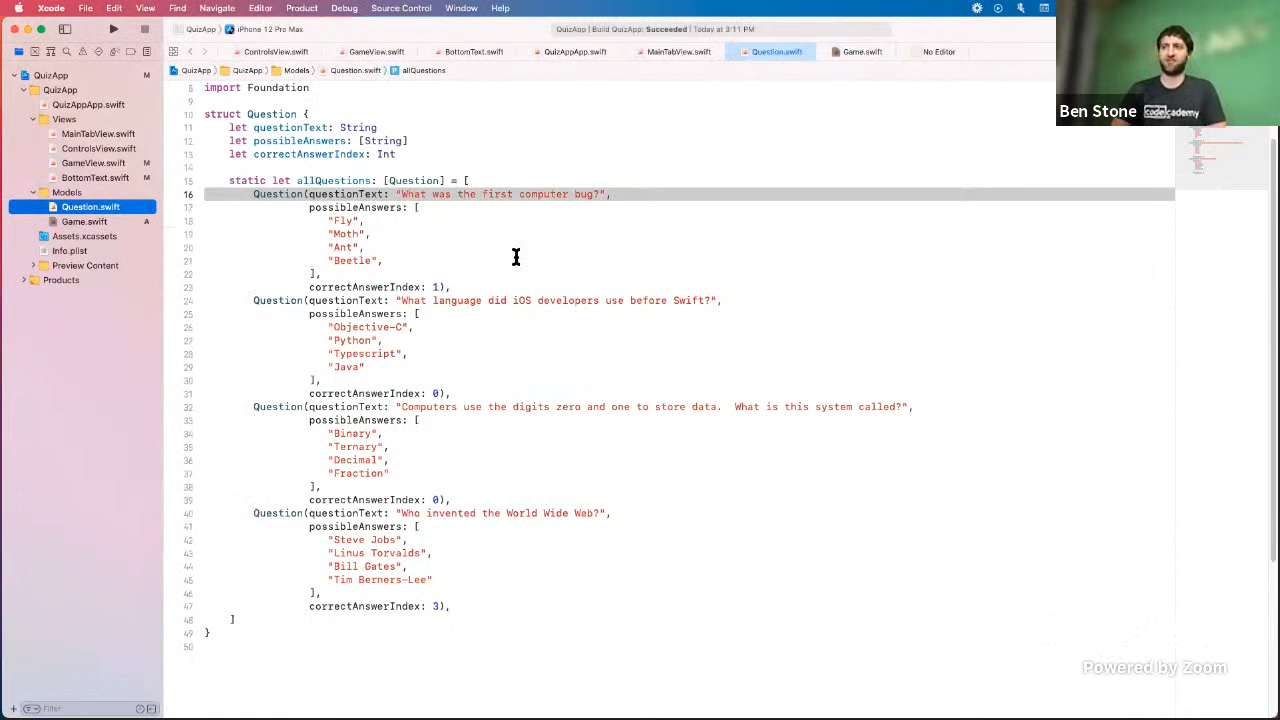 Xcode File Edit View Find Navigate Editor Product Debug Source Control Window Help
QuizApp iPhone 12 Pro Max
QuizApp | Build QuizApp: Succeeded | Today at 3:11 PM
ControlsView.swift GameView.swift BottomText.swift QuizAppApp.swift MainTabView.swift Question.swift Game.swift No Editor
QuizApp QuizApp Models Question.swift allQuestions
QuizApp M
QuizApp
QuizAppApp.swift
Views
MainTabView.swift
ControlsView.swift
GameView.swift M
BottomText.swift M
Models
Question.swift
Game.swift A
Assets.xcassets
Info.plist
Preview Content
Products
Filter
8 import Foundation
9
10 struct Question {
11 let questionText: String
12 let possibleAnswers: [String]
13 let correctAnswerIndex: Int
14
15 static let allQuestions: [Question] = [
16 Question(questionText: "What was the first computer bug?",
17 possibleAnswers: [
18 "Fly",
19 "Moth",
20 "Ant",
21 "Beetle",
22 ],
23 correctAnswerIndex: 1),
24 Question(questionText: "What language did iOS developers use before Swift?",
25 possibleAnswers: [
26 "Objective-C",
27 "Python",
28 "Typescript",
29 "Java"
30 ],
31 correctAnswerIndex: 0),
32 Question(questionText: "Computers use the digits zero and one to store data.  What is this system called?",
33 possibleAnswers: [
34 "Binary",
35 "Ternary",
36 "Decimal",
37 "Fraction"
38 ],
39 correctAnswerIndex: 0),
40 Question(questionText: "Who invented the World Wide Web?",
41 possibleAnswers: [
42 "Steve Jobs",
43 "Linus Torvalds",
44 "Bill Gates",
45 "Tim Berners-Lee"
46 ],
47 correctAnswerIndex: 3),
48 ]
49 }
50
Ben Stone
codecademy
Powered by Zoom